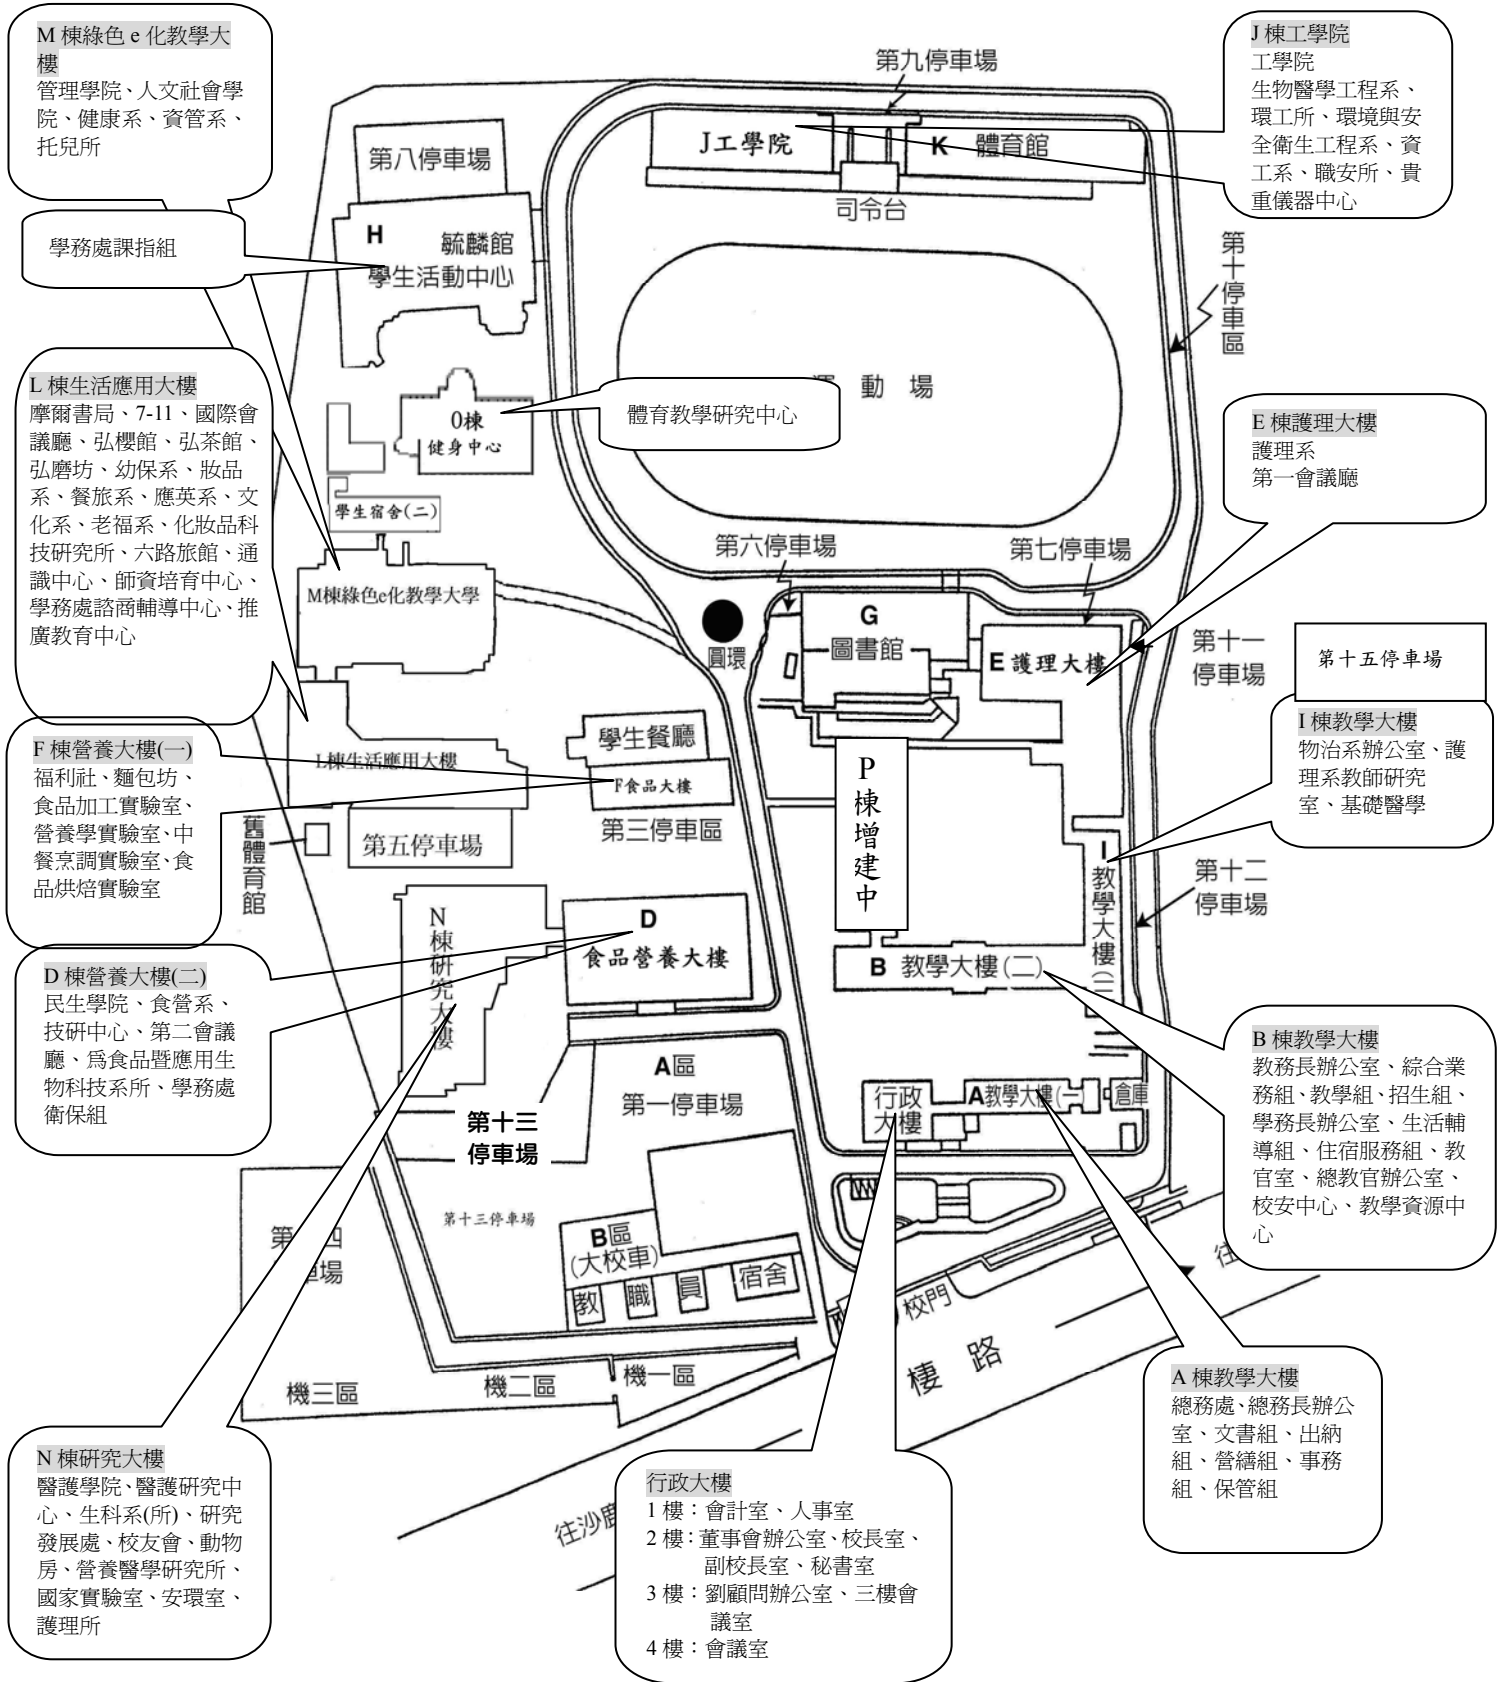 M 棟綠色 e 化教學大
樓
管理學院、人文社會學
院、健康系、資管系、
托兒所
學務處課指組
L 棟生活應用大樓
摩爾書局、7-11、國際會
議廳、弘櫻館、弘茶館、
弘磨坊、幼保系、妝品
系、餐旅系、應英系、文
化系、老福系、化妝品科
技研究所、六路旅館、通
識中心、師資培育中心、
學務處諮商輔導中心、推
廣教育中心
F 棟營養大樓(一)
福利社、麵包坊、
食品加工實驗室、
營養學實驗室、中
餐烹調實驗室、食
品烘焙實驗室
D 棟營養大樓(二)
民生學院、食營系、
技研中心、第二會議
廳、為食品暨應用生
物科技系所、學務處
衛保組
N 棟研究大樓
醫護學院、醫護研究中
心、生科系(所)、研究
發展處、校友會、動物
房、營養醫學研究所、
國家實驗室、安環室、
護理所
第八停車場
H
毓麟館
學生活動中心
O棟
健身中心
體育教學研究中心
學生宿舍(二)
M棟綠色e化教學大學
L棟生活應用大樓
舊體育館
第五停車場
學生餐廳
F食品大樓
第三停車區
N棟研究大樓
D
食品營養大樓
A區
第一停車場
第十三
停車場
第十三停車場
第 四
車場
B區
(大校車)
教 職 員 宿舍
機三區
機二區
機一區
第九停車場
J工學院
K 體育館
司令台
動 場
第十停車區
第六停車場
第七停車場
圓環
G
圖書館
E 護理大樓
第十一
停車場
第十五停車場
P棟增建中
I
教學大樓(三
第十二
停車場
B 教學大樓(二)
行政
大樓
A教學大樓(一)
倉庫
校門
棲 路
往沙鹿
往
J 棟工學院
工學院
生物醫學工程系、
環工所、環境與安
全衛生工程系、資
工系、職安所、貴
重儀器中心
E 棟護理大樓
護理系
第一會議廳
I 棟教學大樓
物治系辦公室、護
理系教師研究
室、基礎醫學
B 棟教學大樓
教務長辦公室、綜合業
務組、教學組、招生組、
學務長辦公室、生活輔
導組、住宿服務組、教
官室、總教官辦公室、
校安中心、教學資源中
心
A 棟教學大樓
總務處、總務長辦公
室、文書組、出納
組、營繕組、事務
組、保管組
行政大樓
1 樓：會計室、人事室
2 樓：董事會辦公室、校長室、
副校長室、秘書室
3 樓：劉顧問辦公室、三樓會
議室
4 樓：會議室